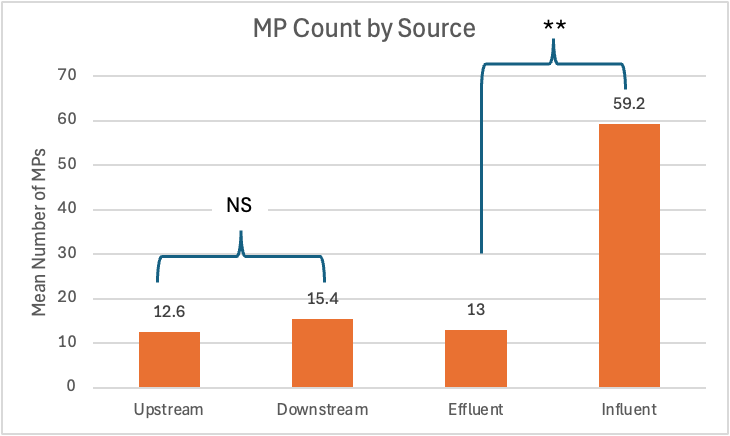 MP Count by Source
**
Mean Number of MPs
70
60
50
40
30
20
10
0
NS
12.6
15.4
13
59.2
Upstream
Downstream
Effluent
Influent